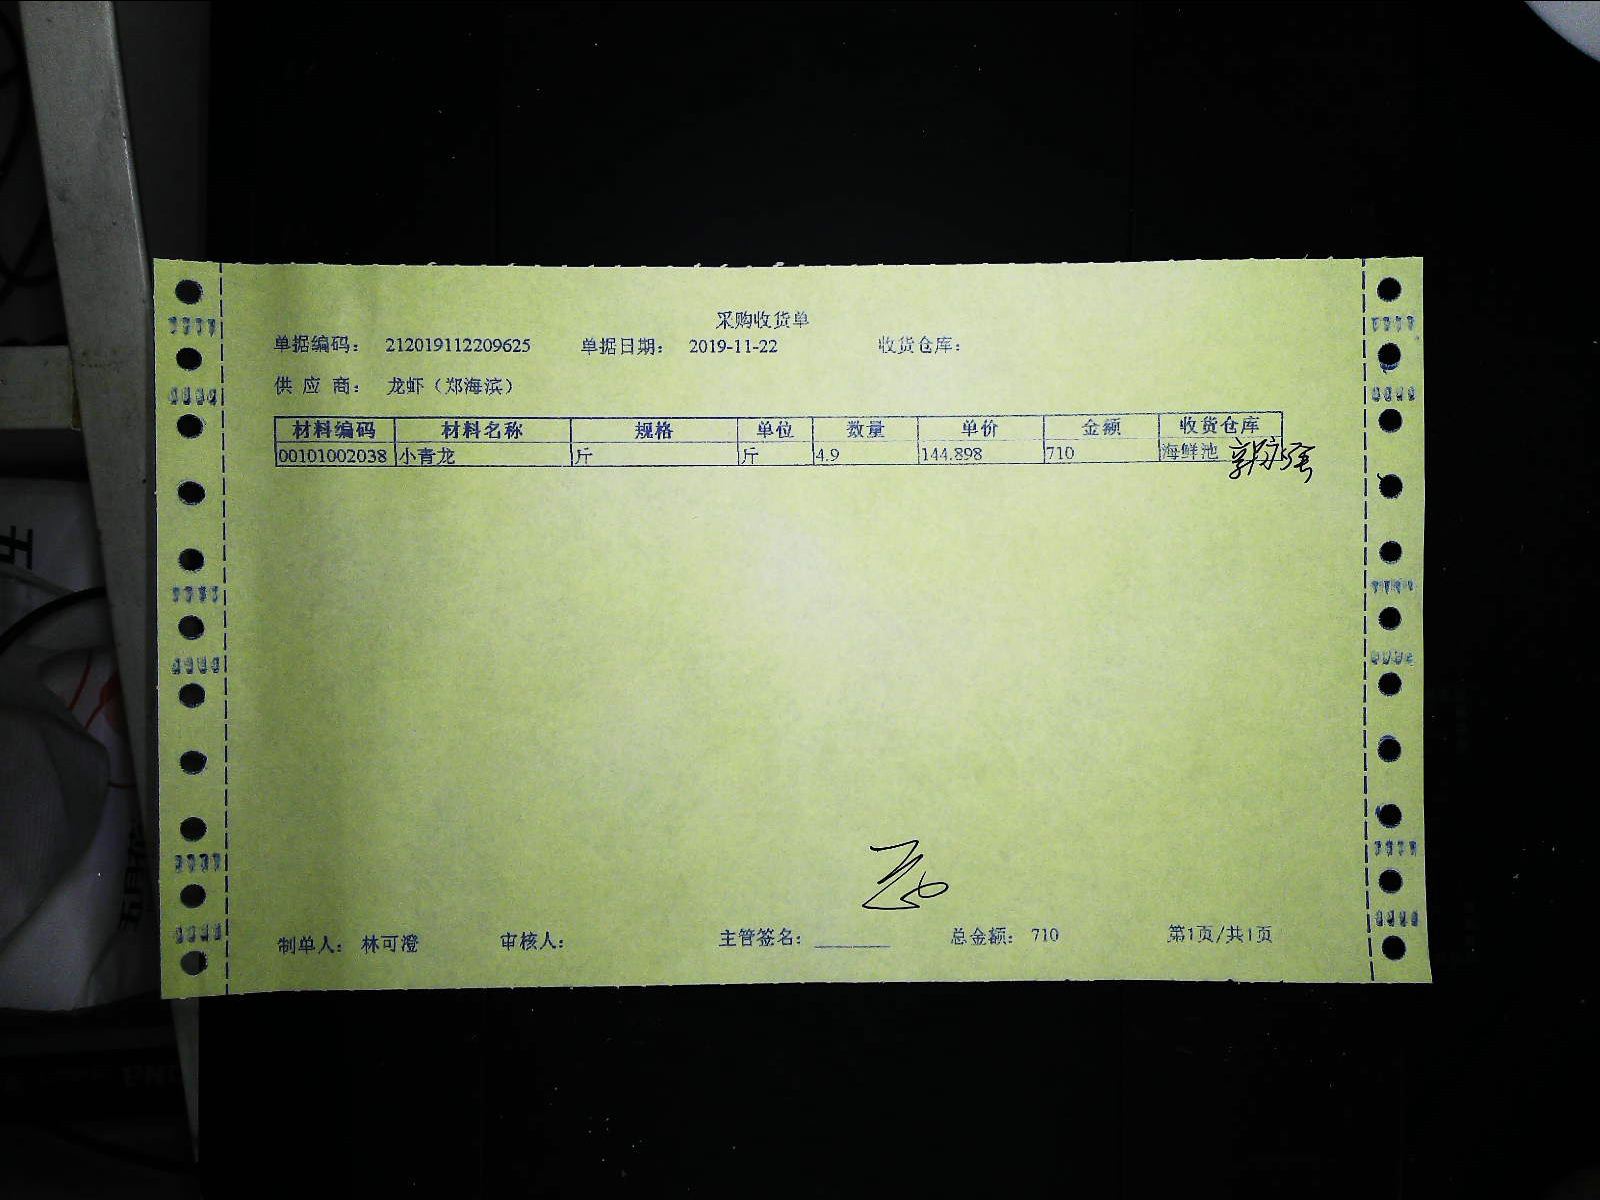 采购收货单
单据编码： 212019112209625 单据日期： 2019-11-22 收货仓库：
供 应 商： 龙虾（郑海滨）
材料编码 材料名称 规格 单位 数量 单价 金额 收货仓库
00101002038 小青龙 斤 斤 4.9 144.898 710 海鲜池
制单人： 林可澄 审核人： 主管签名： 总金额： 710 第1页/共1页